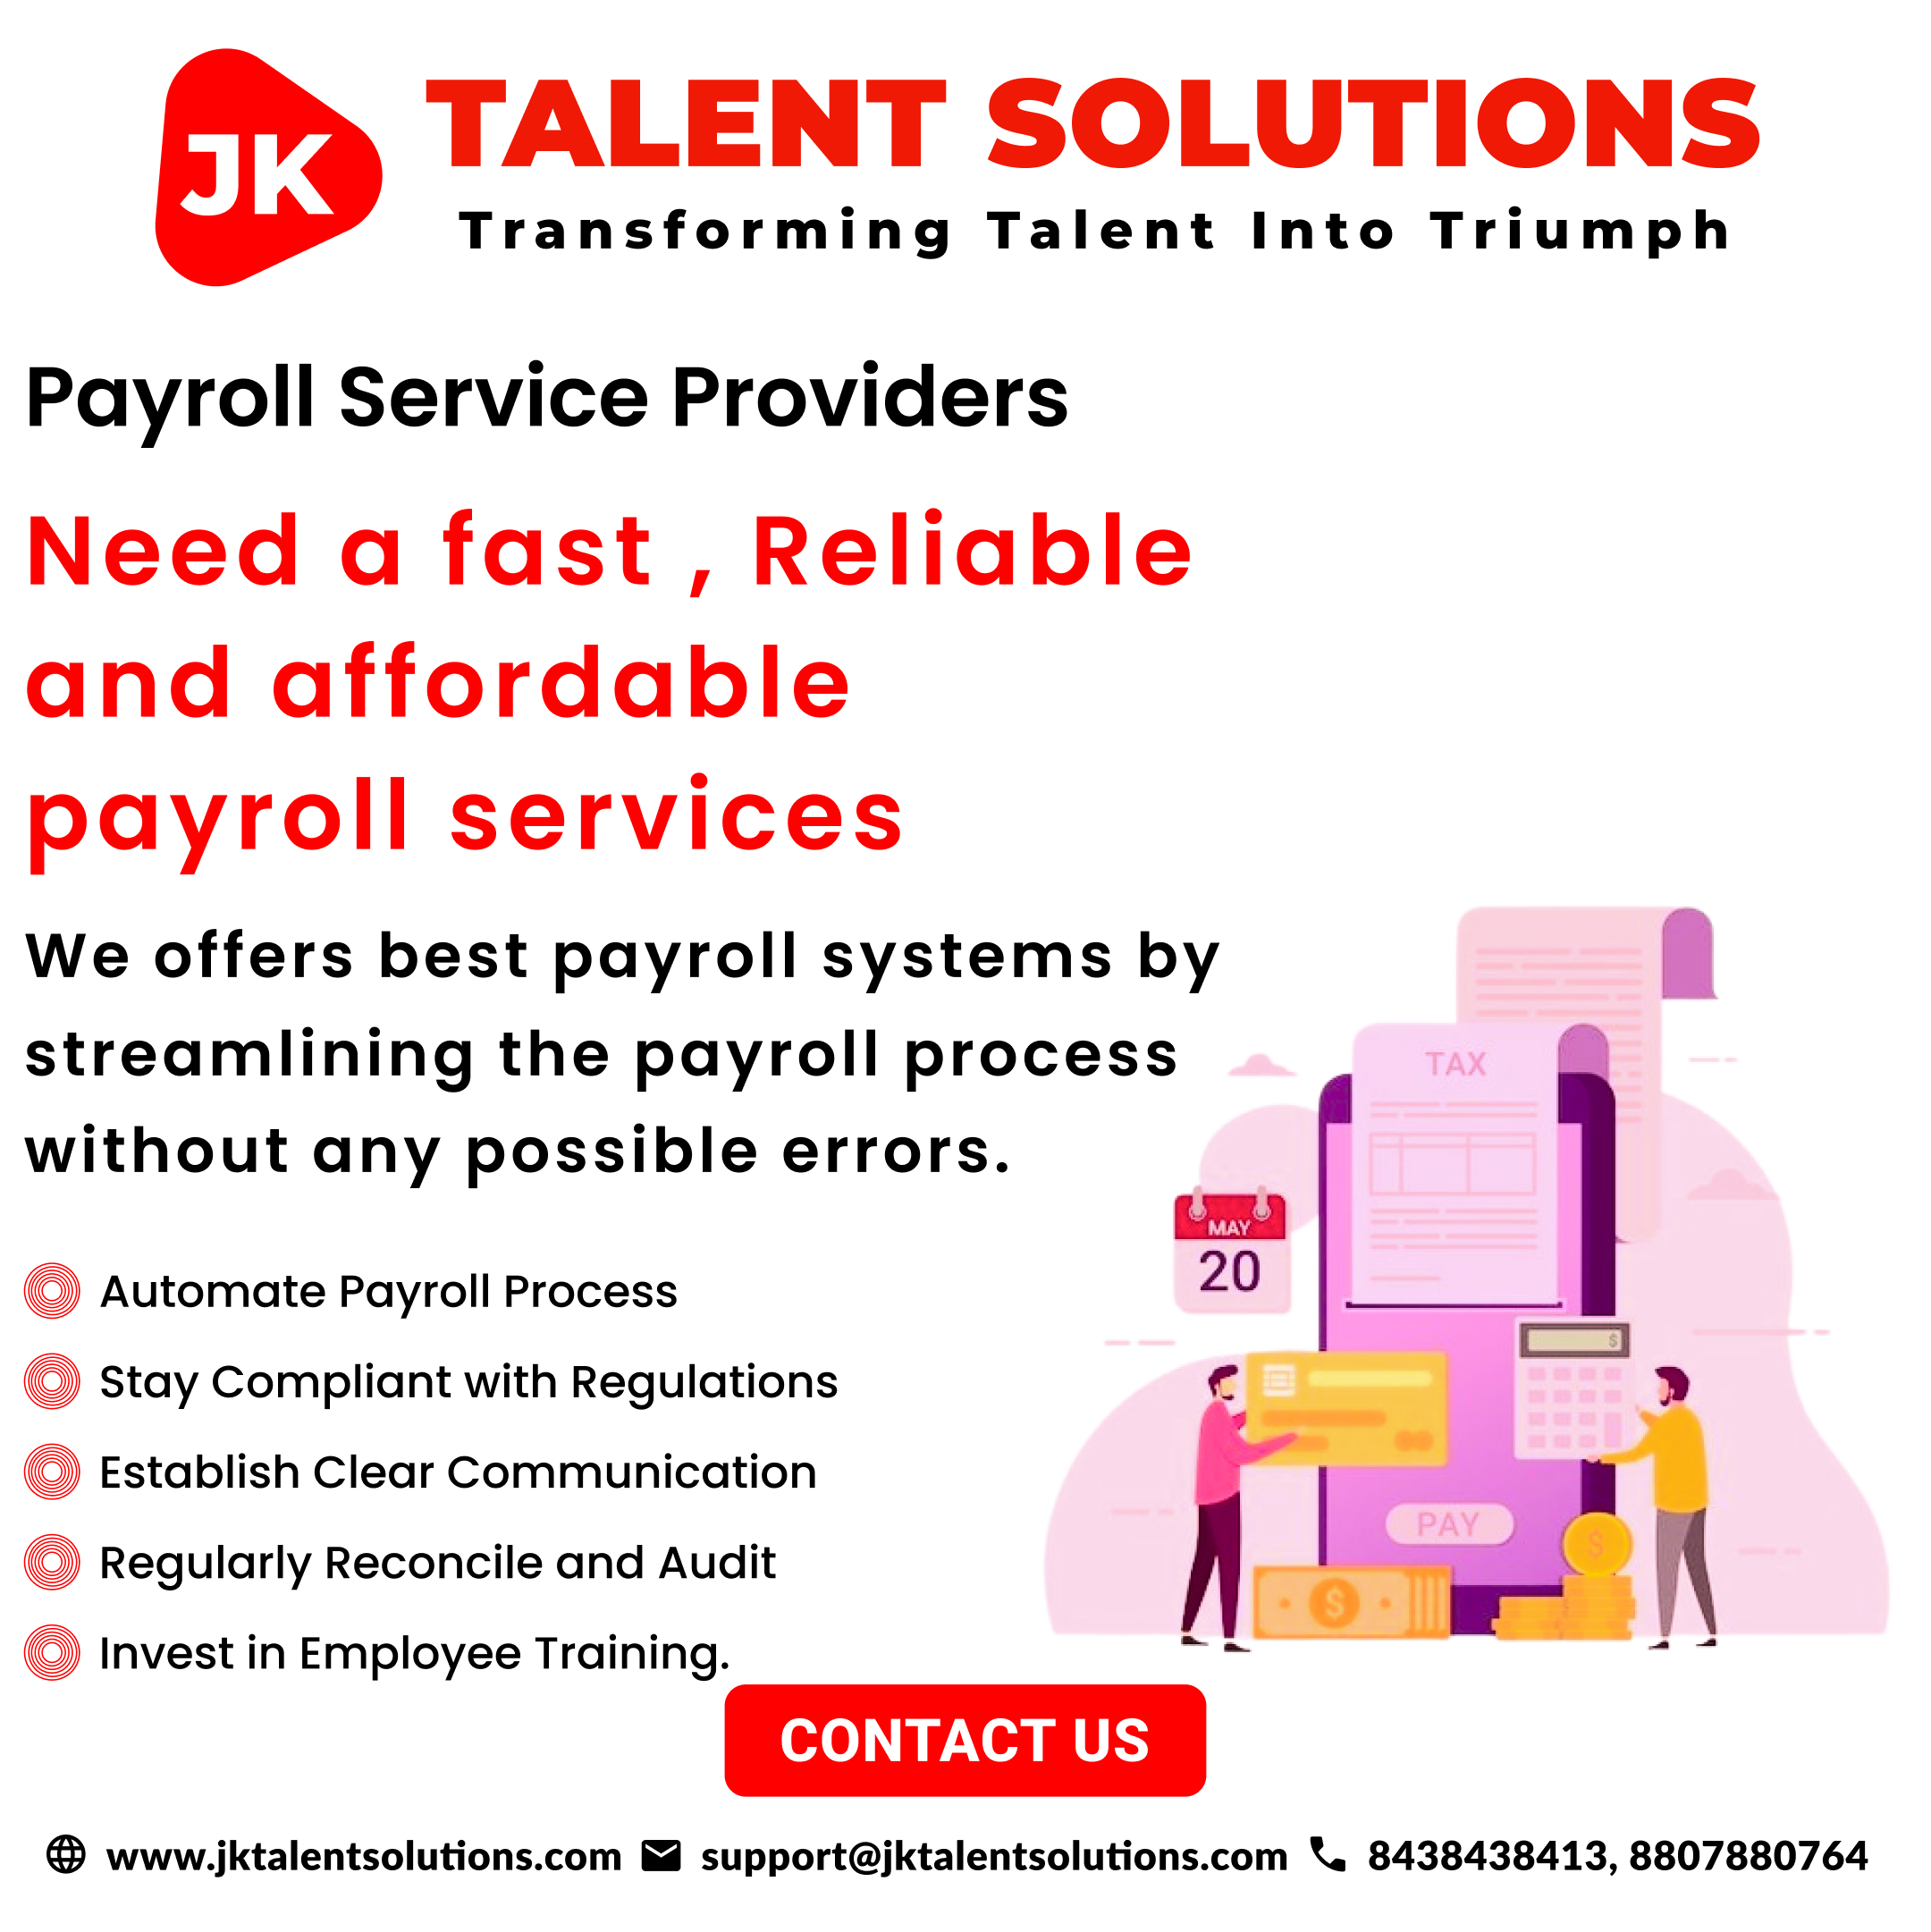 JK
TALENT SOLUTIONS
Transforming Talent Into Triumph
Payroll Service Providers
Need a fast , Reliable
and affordable
payroll services
We offers best payroll systems by
streamlining the payroll process
without any possible errors.
Automate Payroll Process
Stay Compliant with Regulations
Establish Clear Communication
Regularly Reconcile and Audit
Invest in Employee Training.
TAX
MAY
20
$
PAY
$
$
CONTACT US
www.jktalentsolutions.com support@jktalentsolutions.com 8438438413, 8807880764